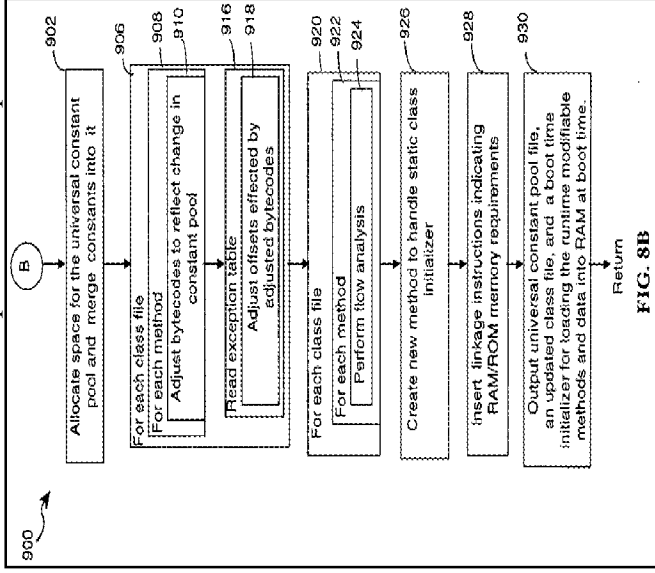 900
B
902
Allocate space for the universal constant
pool and merge constants into it
906
908
910
For each class file
For each method
Adjust bytecodes to reflect change in
constant pool
916
918
Read exception table
Adjust offsets effected by
adjusted bytecodes
920
922
924
For each class file
For each method
Perform flow analysis
926
Create new method to handle static class
initializer
928
Insert linkage instructions indicating
RAM/ROM memory requirements
930
Output universal constant pool file,
an updated class file, and a boot time
initializer for loading the runtime modifiable
methods and data into RAM at boot time.
Return
FIG. 8B